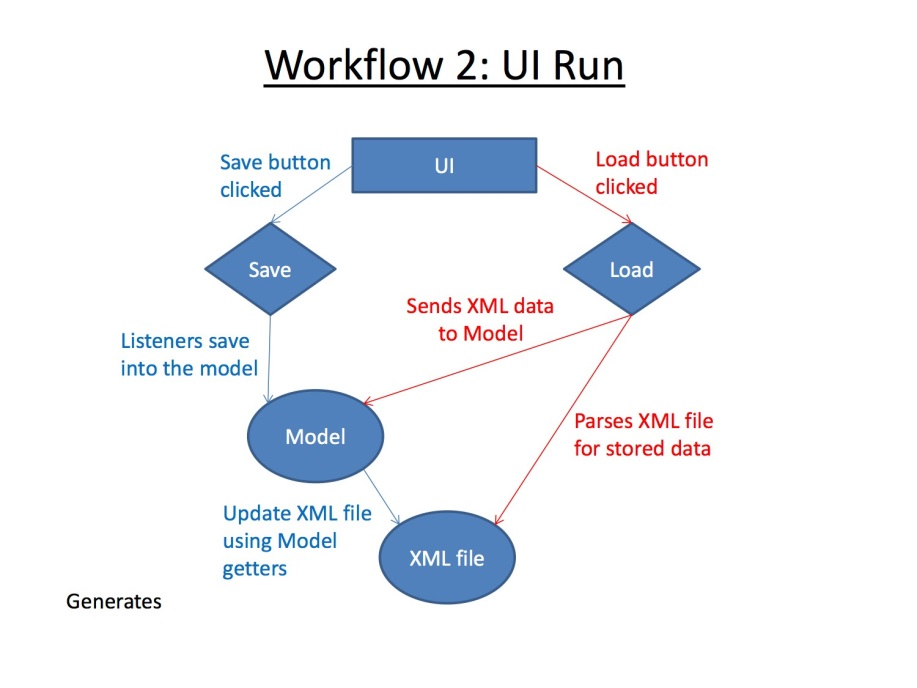 Workflow 2: UI Run
Save button
clicked
UI
Load button
clicked
Save
Load
Sends XML data
to Model
Listeners save
into the model
Model
Parses XML file
for stored data
Update XML file
using Model
getters
XML file
Generates